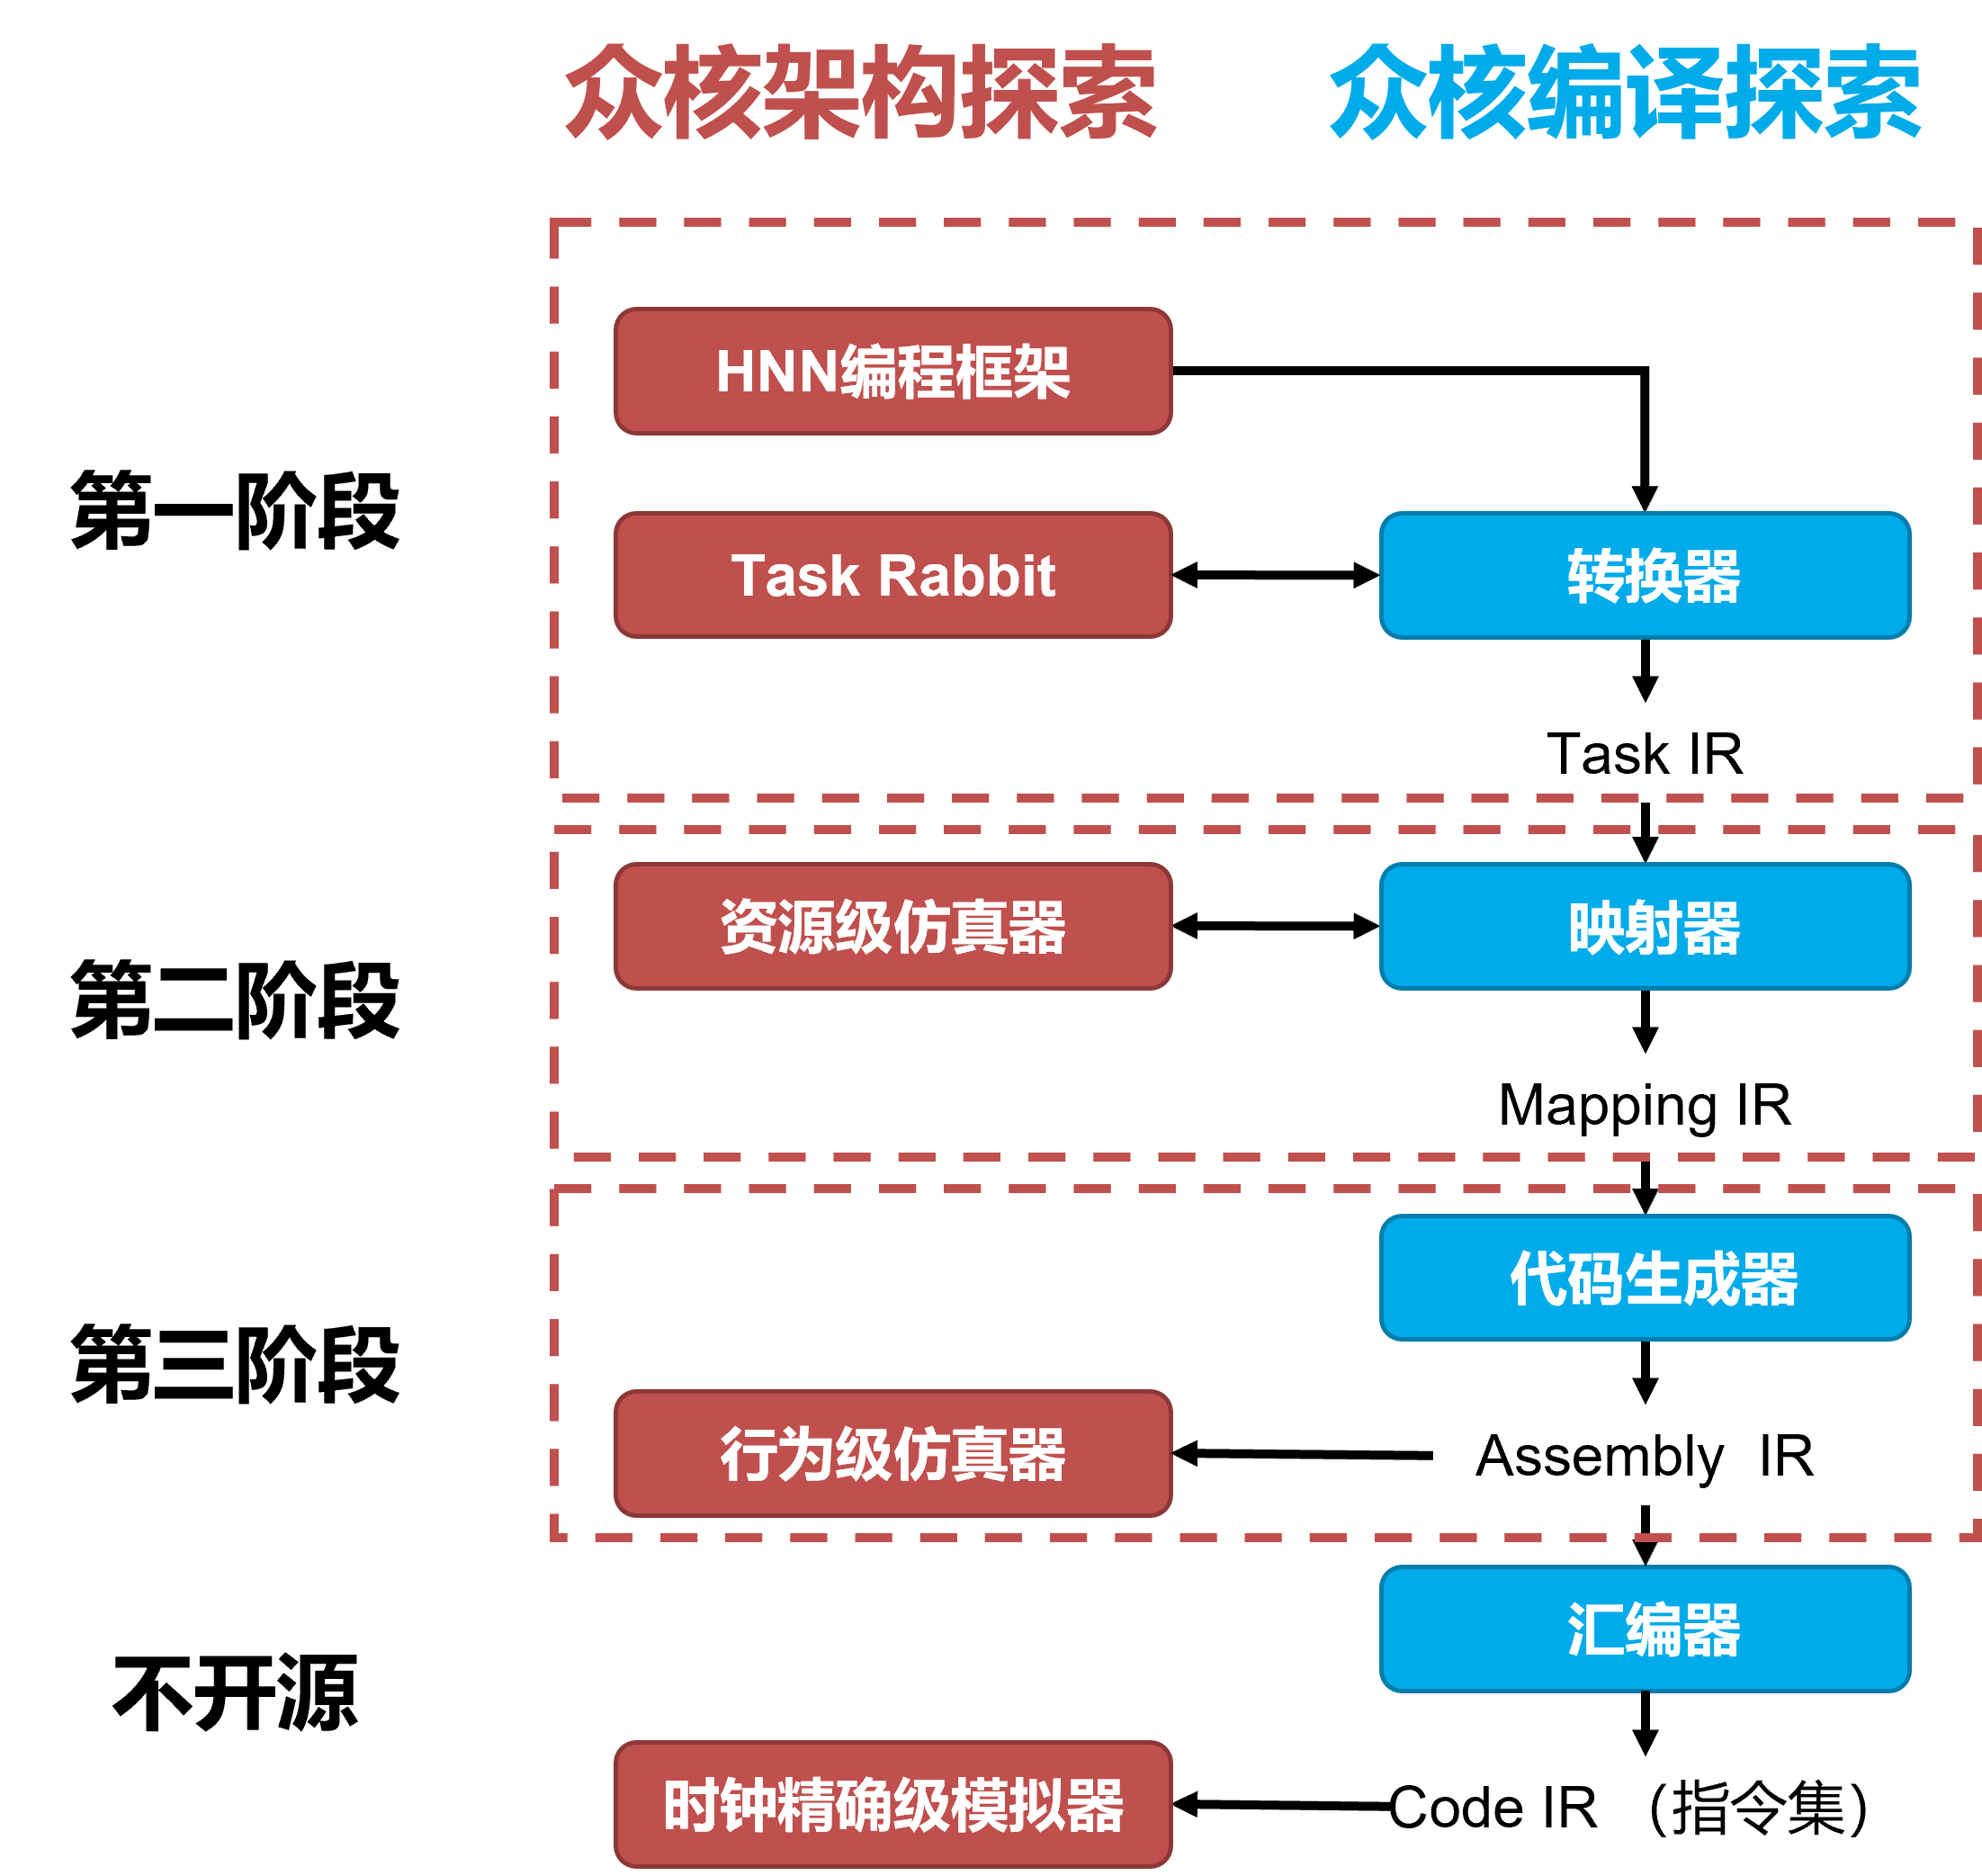 众核架构探索
众核编译探索
第一阶段
HNN编程框架
Task Rabbit
转换器
Task IR
第二阶段
资源级仿真器
映射器
Mapping IR
第三阶段
代码生成器
行为级仿真器
Assembly IR
不开源
汇编器
时钟精确级模拟器
Code IR （指令集）